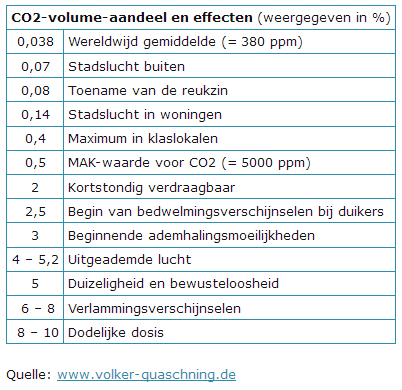 CO2-volume-aandeel en effecten (weergegeven in %)
0,038 Wereldwijd gemiddelde (= 380 ppm)
0,07 Stadslucht buiten
0,08 Toename van de reukzin
0,14 Stadslucht in woningen
0,4 Maximum in klaslokalen
0,5 MAK-waarde voor CO2 (= 5000 ppm)
2 Kortstondig verdraagbaar
2,5 Begin van bedwelmingsverschijnselen bij duikers
3 Beginnende ademhalingsmoeilijkheden
4 – 5,2 Uitgeademde lucht
5 Duizeligheid en bewusteloosheid
6 – 8 Verlammingsverschijnselen
8 – 10 Dodelijke dosis
Quelle: www.volker-quaschning.de